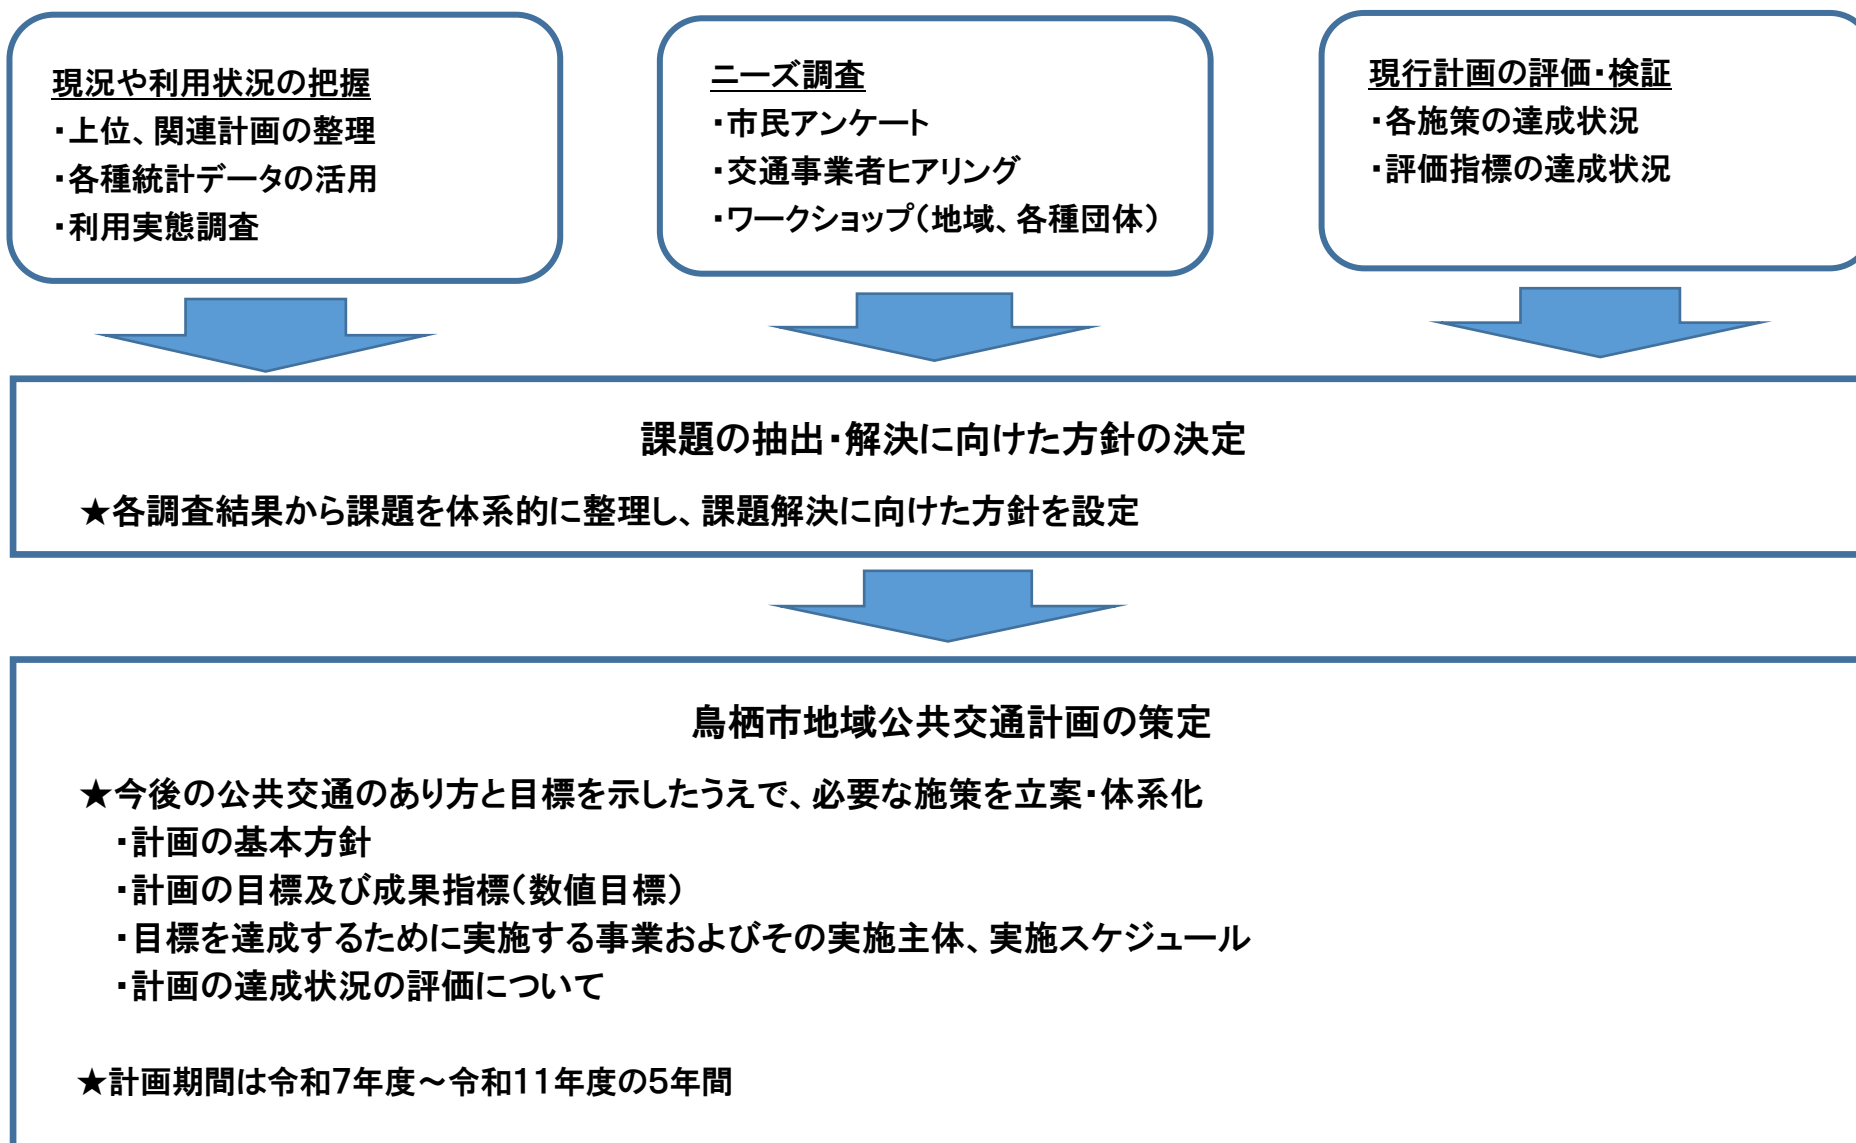 現況や利用状況の把握
・上位、関連計画の整理
・各種統計データの活用
・利用実態調査
ニーズ調査
・市民アンケート
・交通事業者ヒアリング
・ワークショップ（地域、各種団体）
現行計画の評価・検証
・各施策の達成状況
・評価指標の達成状況
課題の抽出・解決に向けた方針の決定
★各調査結果から課題を体系的に整理し、課題解決に向けた方針を設定
鳥栖市地域公共交通計画の策定
★今後の公共交通のあり方と目標を示したうえで、必要な施策を立案・体系化
・計画の基本方針
・計画の目標及び成果指標（数値目標）
・目標を達成するために実施する事業およびその実施主体、実施スケジュール
・計画の達成状況の評価について
★計画期間は令和7年度～令和11年度の5年間